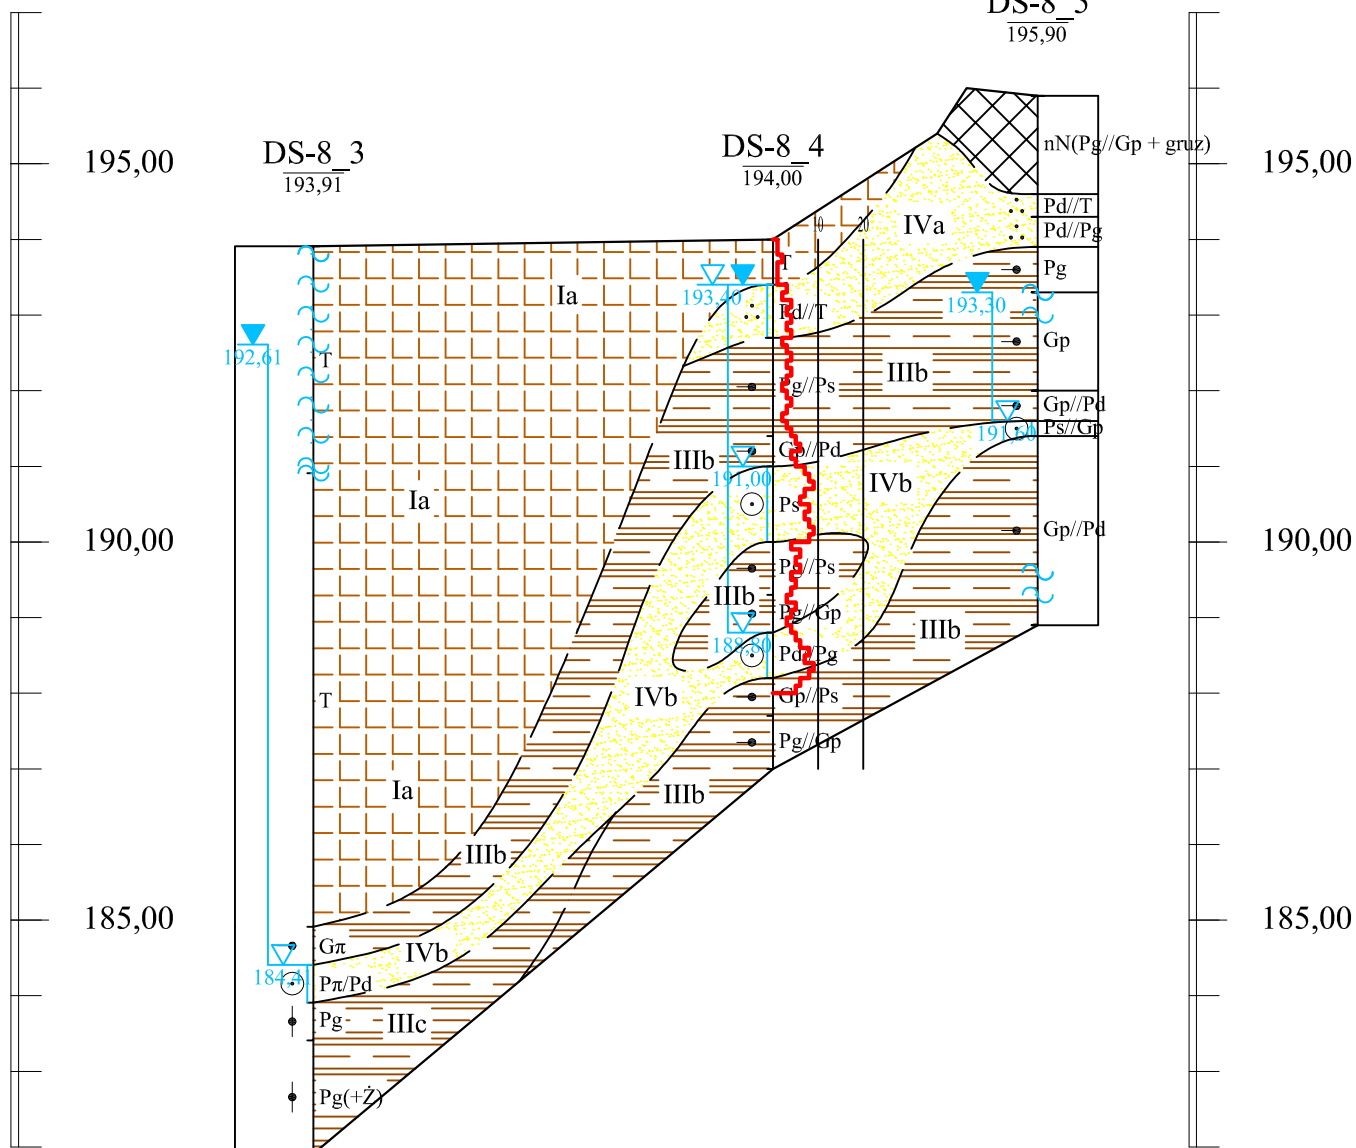 DS-8_5
195,90
195,00
DS-8_3
193,91
DS-8_4
194,00
nN(Pg//Gp + gruz)
195,00
Pd//T
Pd//Pg
IVa
10
20
T
Pg
Ia
193,40
Pd//T
193,30
192,61
T
Gp
IIIb
Pg//Ps
Gp//Pd
Ps//Gp
191,60
IIIb
Gp//Pd
191,00
IVb
Ia
Ps
Gp//Pd
190,00
190,00
Pg//Ps
IIIb
Pg//Gp
IIIb
188,80
Pd//Pg
T
IVb
Gp//Ps
Pg//Gp
Ia
IIIb
IIIb
185,00
185,00
Gπ
IVb
184,41
Pπ/Pd
Pg
IIIc
Pg(+Ż)